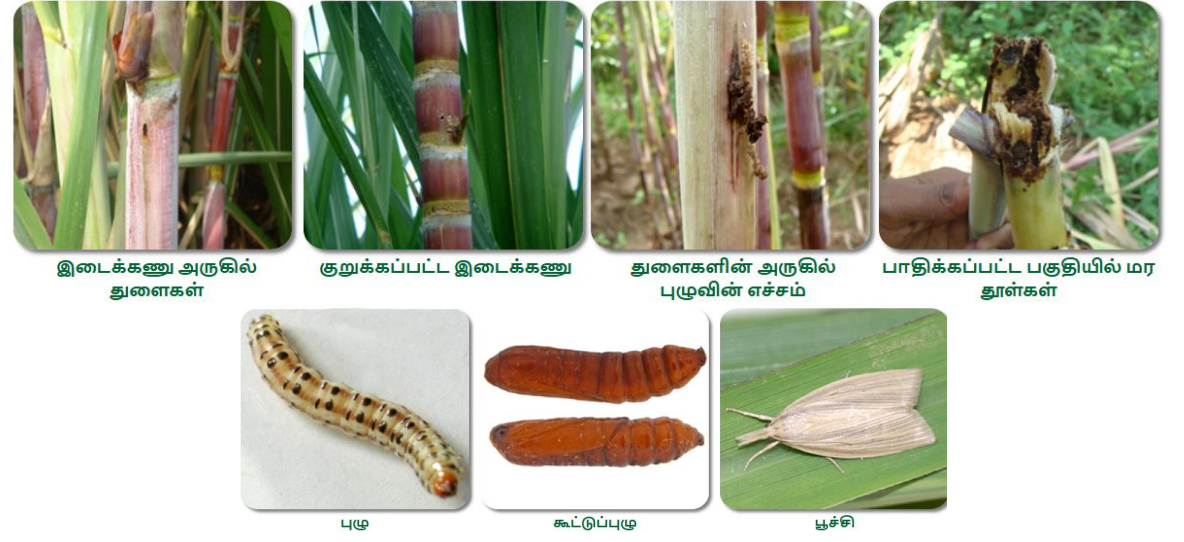 இடைக்கணு அருகில்
துளைகள்
குறுக்கப்பட்ட இடைக்கணு
துளைகளின் அருகில்
புழுவின் எச்சம்
பாதிக்கப்பட்ட பகுதியில் மர
தூள்கள்
புழு
கூட்டுப்புழு
பூச்சி